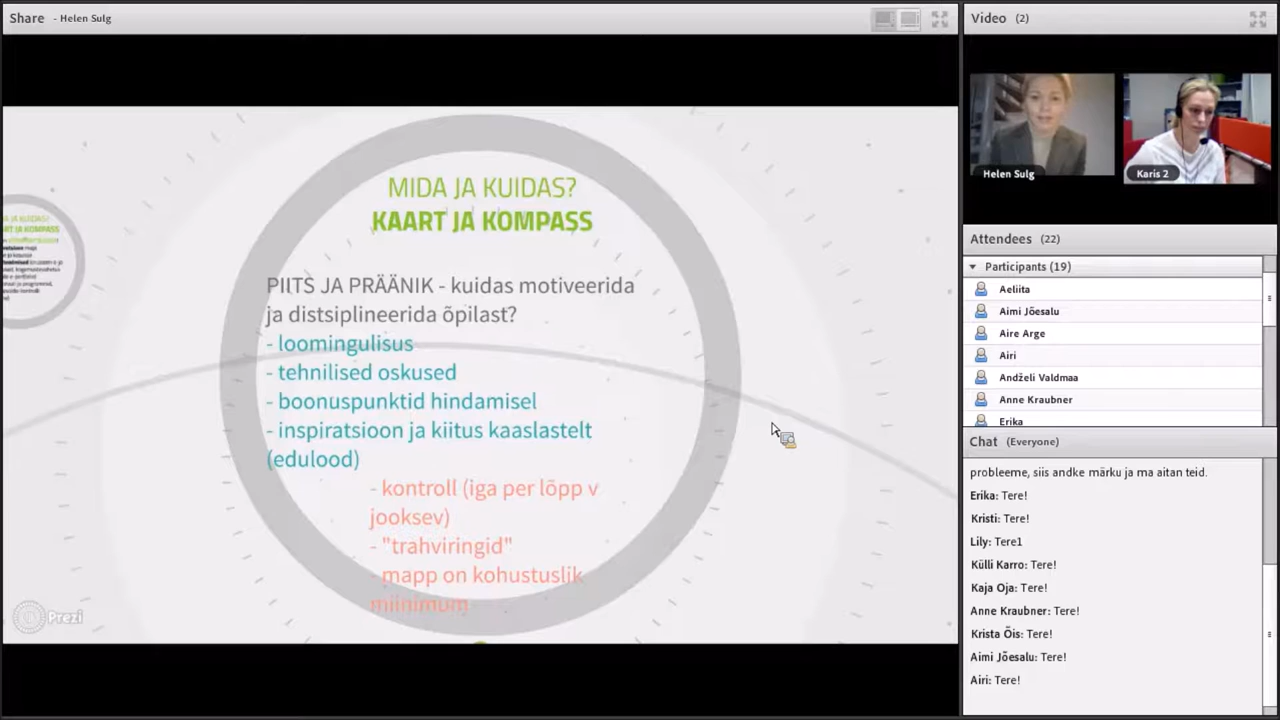 Share - Helen Sulg
MIDA JA KUIDAS?
KAART JA KOMPASS
PIITS JA PRÄÄNIK - kuidas motiveerida
ja distsiplineerida õpilast?
- loomingulisus
- tehnilised oskused
- boonuspunktid hindamisel
- inspiratsioon ja kiitus kaaslastelt
(edulood)
- kontroll (iga per lõpp v
jooksev)
- "trahviringid"
- mapp on kohustuslik
miinimum
Prezi
Video (2)
Helen Sulg
Karis 2
Attendees (22)
Participants (19)
Aeliita
Aimi Jõesalu
Aire Arge
Airi
Andželi Valdmaa
Anne Kraubner
Erika
Chat (Everyone)
probleeme, siis andke märku ja ma aitan teid.
Erika: Tere!
Kristi: Tere!
Lily: Tere1
Külli Karro: Tere!
Kaja Oja: Tere!
Anne Kraubner: Tere!
Krista Õis: Tere!
Aimi Jõesalu: Tere!
Airi: Tere!